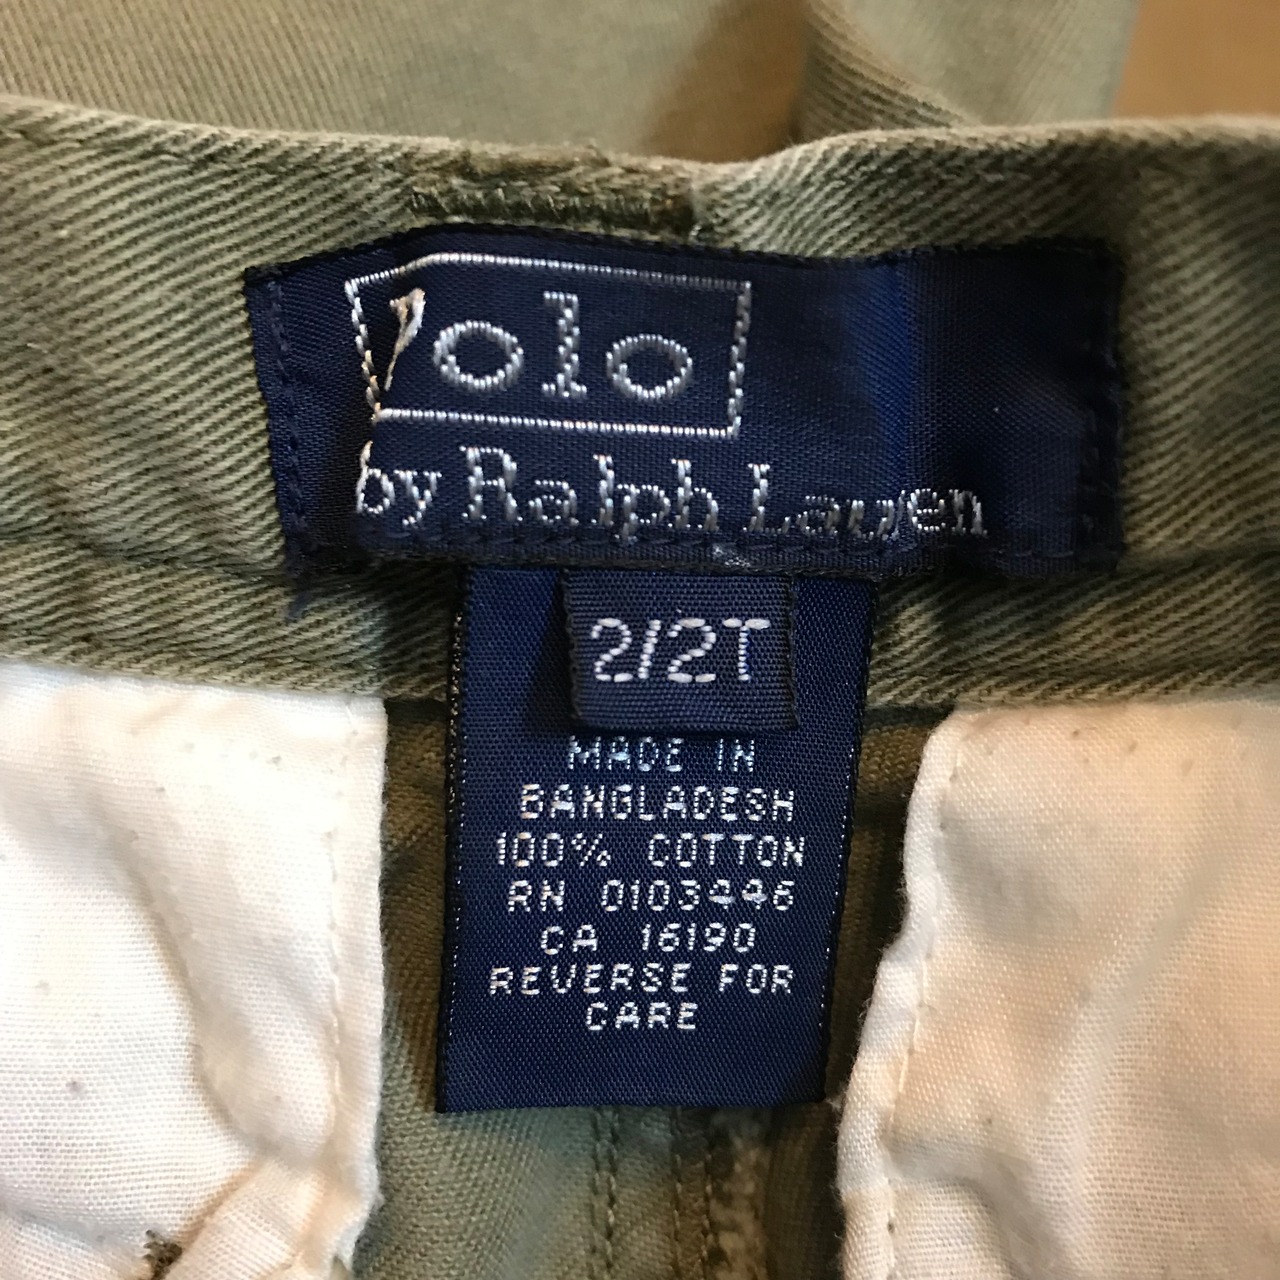 Polo
by Ralph Lauren
2/2T
MADE IN
BANGLADESH
100% COTTON
RN 0103446
CA 16190
REVERSE FOR
CARE